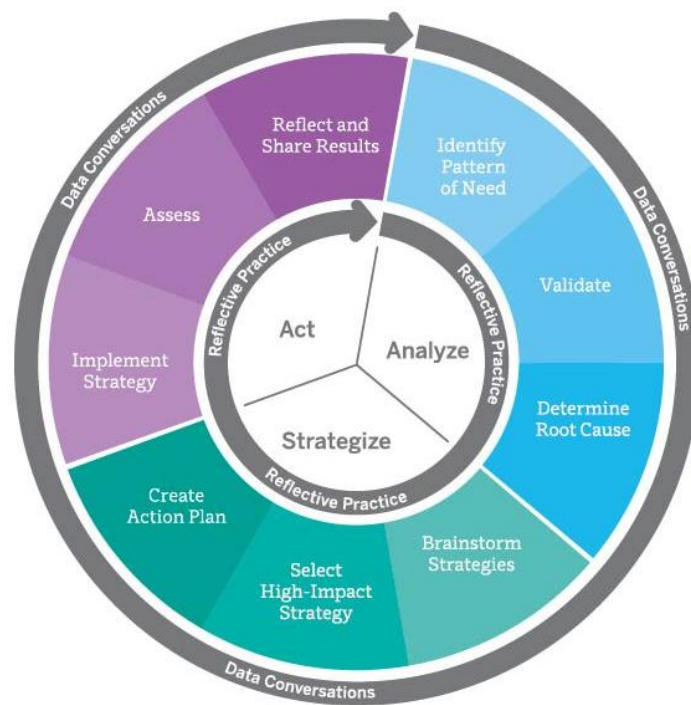 Data Conversations
Data Conversations
Data Conversations
Identify
Pattern
of Need
Validate
Determine
Root Cause
Brainstorm
Strategies
Select
High-Impact
Strategy
Create
Action Plan
Implement
Strategy
Assess
Reflect and
Share Results
Reflective Practice
Reflective Practice
Reflective Practice
Analyze
Strategize
Act